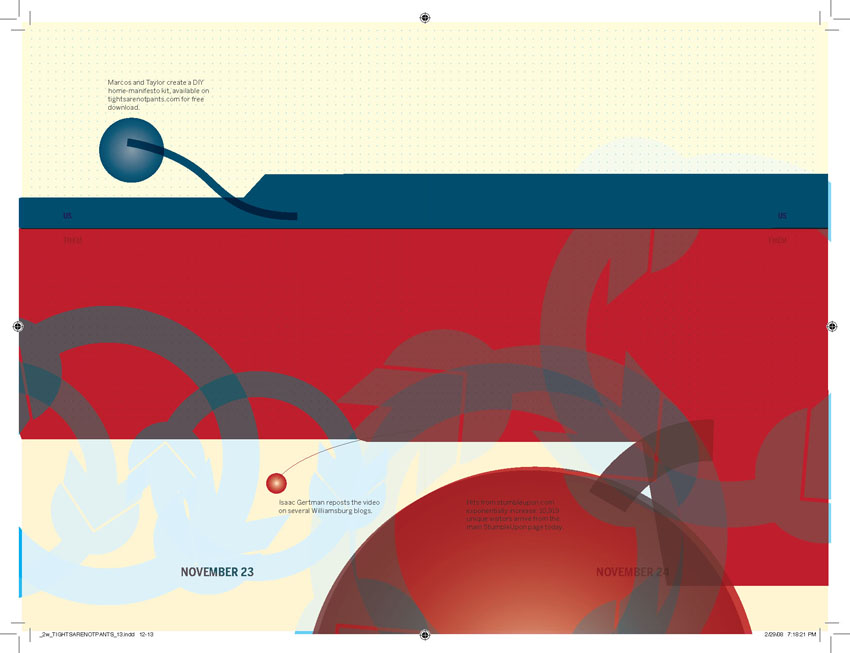 Marcos and Taylor create a DIY
home-manifesto kit, available on
tightsarenotpants.com for free
download.
US
US
THEM
THEM
Isaac Gertman reposts the video
on several Williamsburg blogs.
Hits from stumbleupon.com
exponentially increase:
unique visitors arrive from the
main StumbleUpon page today.
NOVEMBER 23
NOVEMBER 24
_2w_TIGHTSARENOTPANTS_13.indd 12-13
2/29/08 7:18:21 PM